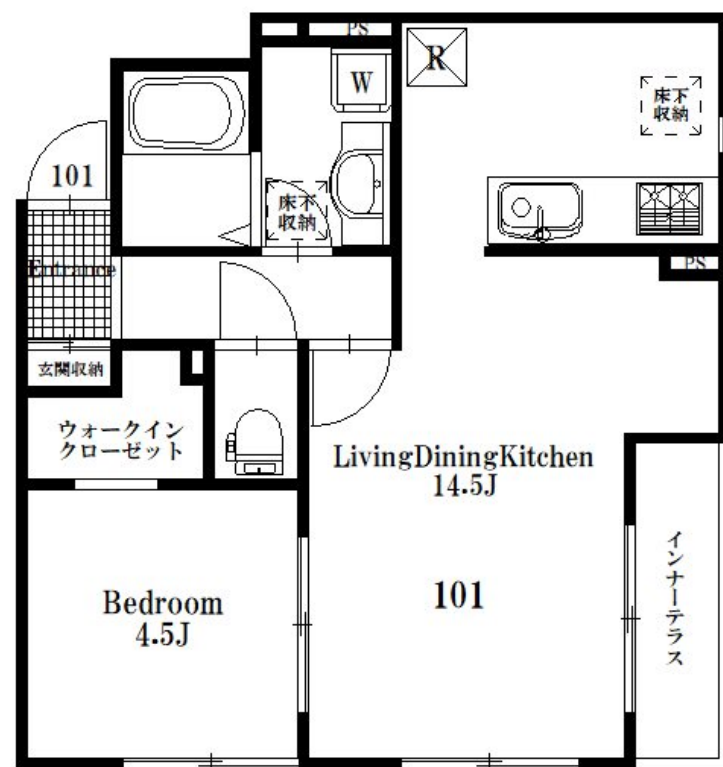 PS
W
R
床下
収納
101
床下
収納
Entrance
PS
玄関収納
ウォークイン
クローゼット
LivingDiningKitchen
14.5J
101
Bedroom
4.5J
インナーテラス